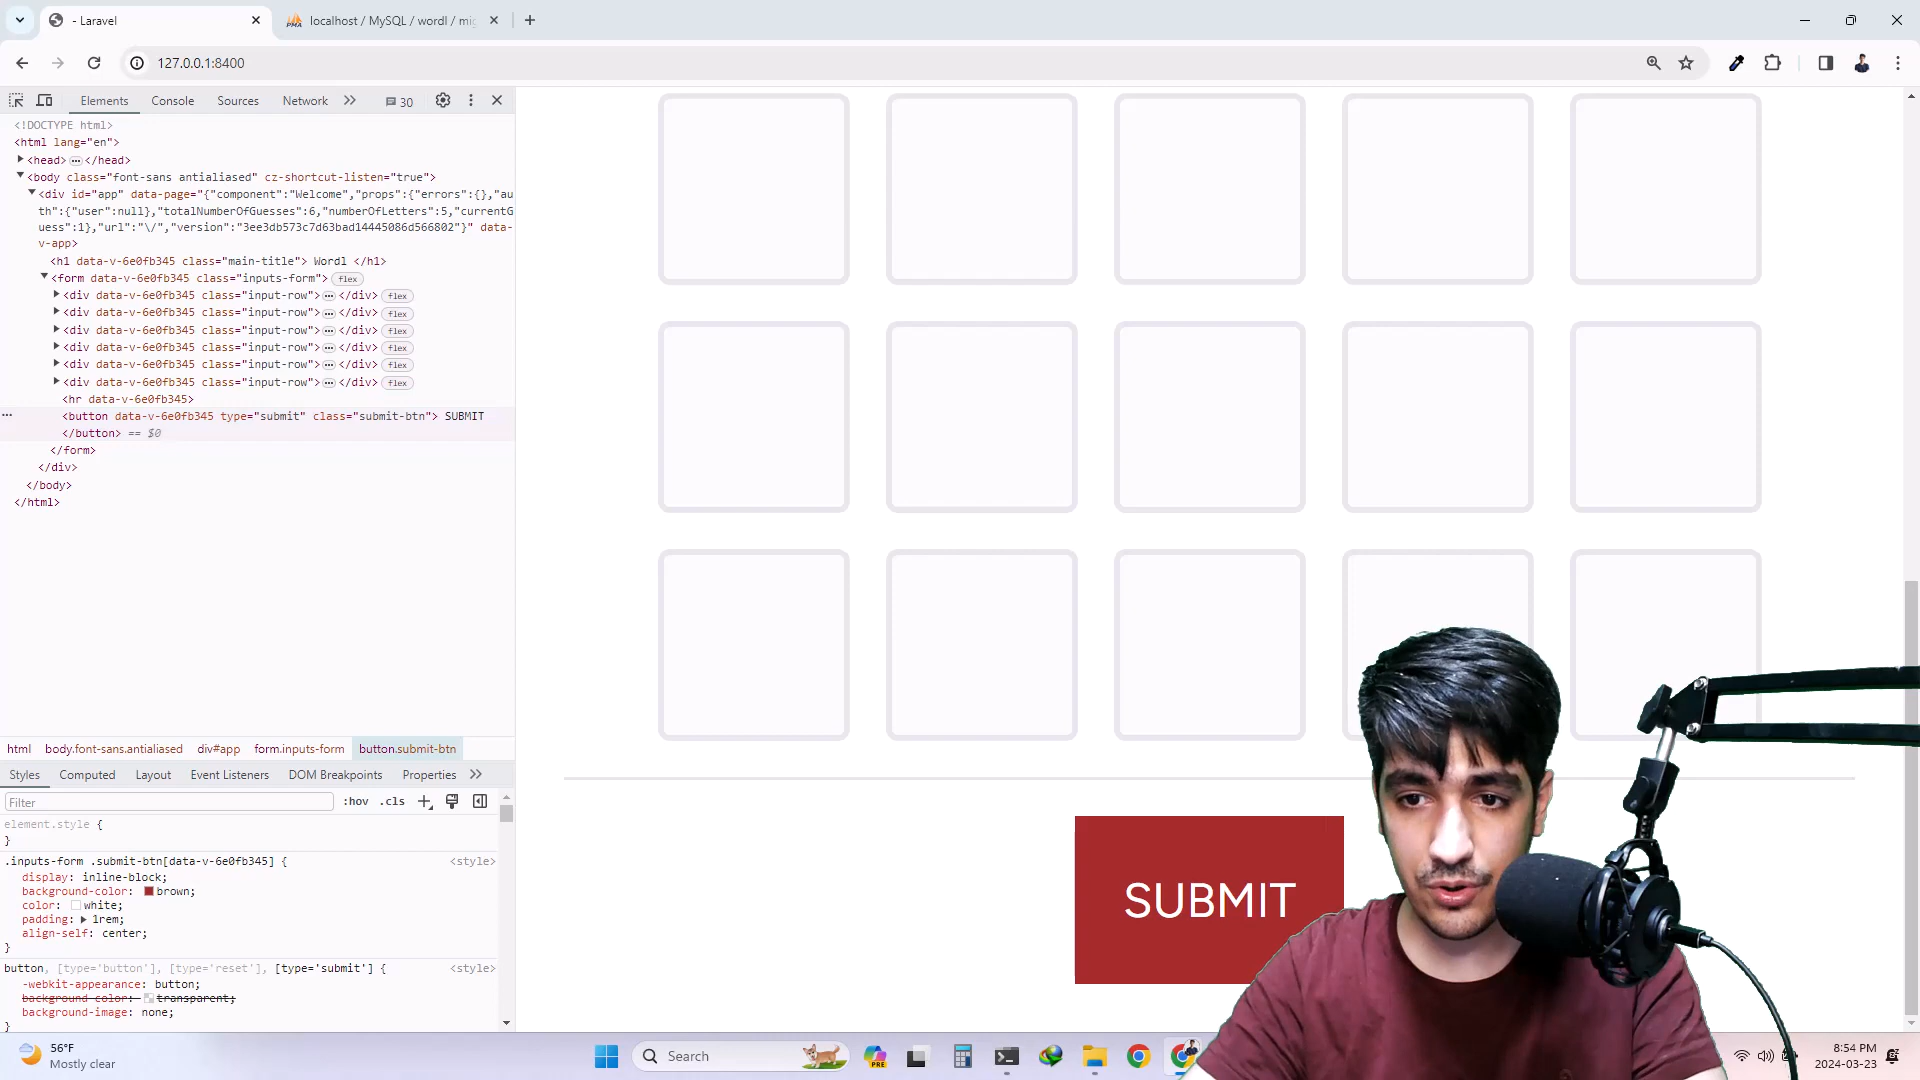 - Laravel
PMA
localhost / MySQL / wordl / mig
127.0.0.1:8400
Elements
Console
Sources
Network
30
<!DOCTYPE html>
<html lang="en">
<head> ⋯ </head>
<body class="font-sans antialiased" cz-shortcut-listen="true">
<div id="app" data-page="{"component":"Welcome","props":{"errors":{},"au
th":{"user":null},"totalNumberOfGuesses":6,"numberOfLetters":5,"currentG
uess":1},"url":"\/","version":"3ee3db573c7d63bad14445086d566802"}" data-
v-app>
<h1 data-v-6e0fb345 class="main-title"> Wordl </h1>
<form data-v-6e0fb345 class="inputs-form"> flex
<div data-v-6e0fb345 class="input-row"> ⋯ </div> flex
<div data-v-6e0fb345 class="input-row"> ⋯ </div> flex
<div data-v-6e0fb345 class="input-row"> ⋯ </div> flex
<div data-v-6e0fb345 class="input-row"> ⋯ </div> flex
<div data-v-6e0fb345 class="input-row"> ⋯ </div> flex
<div data-v-6e0fb345 class="input-row"> ⋯ </div> flex
<hr data-v-6e0fb345>
<button data-v-6e0fb345 type="submit" class="submit-btn"> SUBMIT
</button> == $0
</form>
</div>
</body>
</html>
html
body.font-sans.antialiased
div#app
form.inputs-form
button.submit-btn
Styles
Computed
Layout
Event Listeners
DOM Breakpoints
Properties
Filter
:hov
.cls
element.style {
}
.inputs-form .submit-btn[data-v-6e0fb345] { <style>
display: inline-block;
background-color: brown;
color: white;
padding: 1rem;
align-self: center;
}
button, [type='button'], [type='reset'], [type='submit'] { <style>
-webkit-appearance: button;
background-color: transparent;
background-image: none;
}
SUBMIT
56°F
Mostly clear
Search
PRE
8:54 PM
2024-03-23